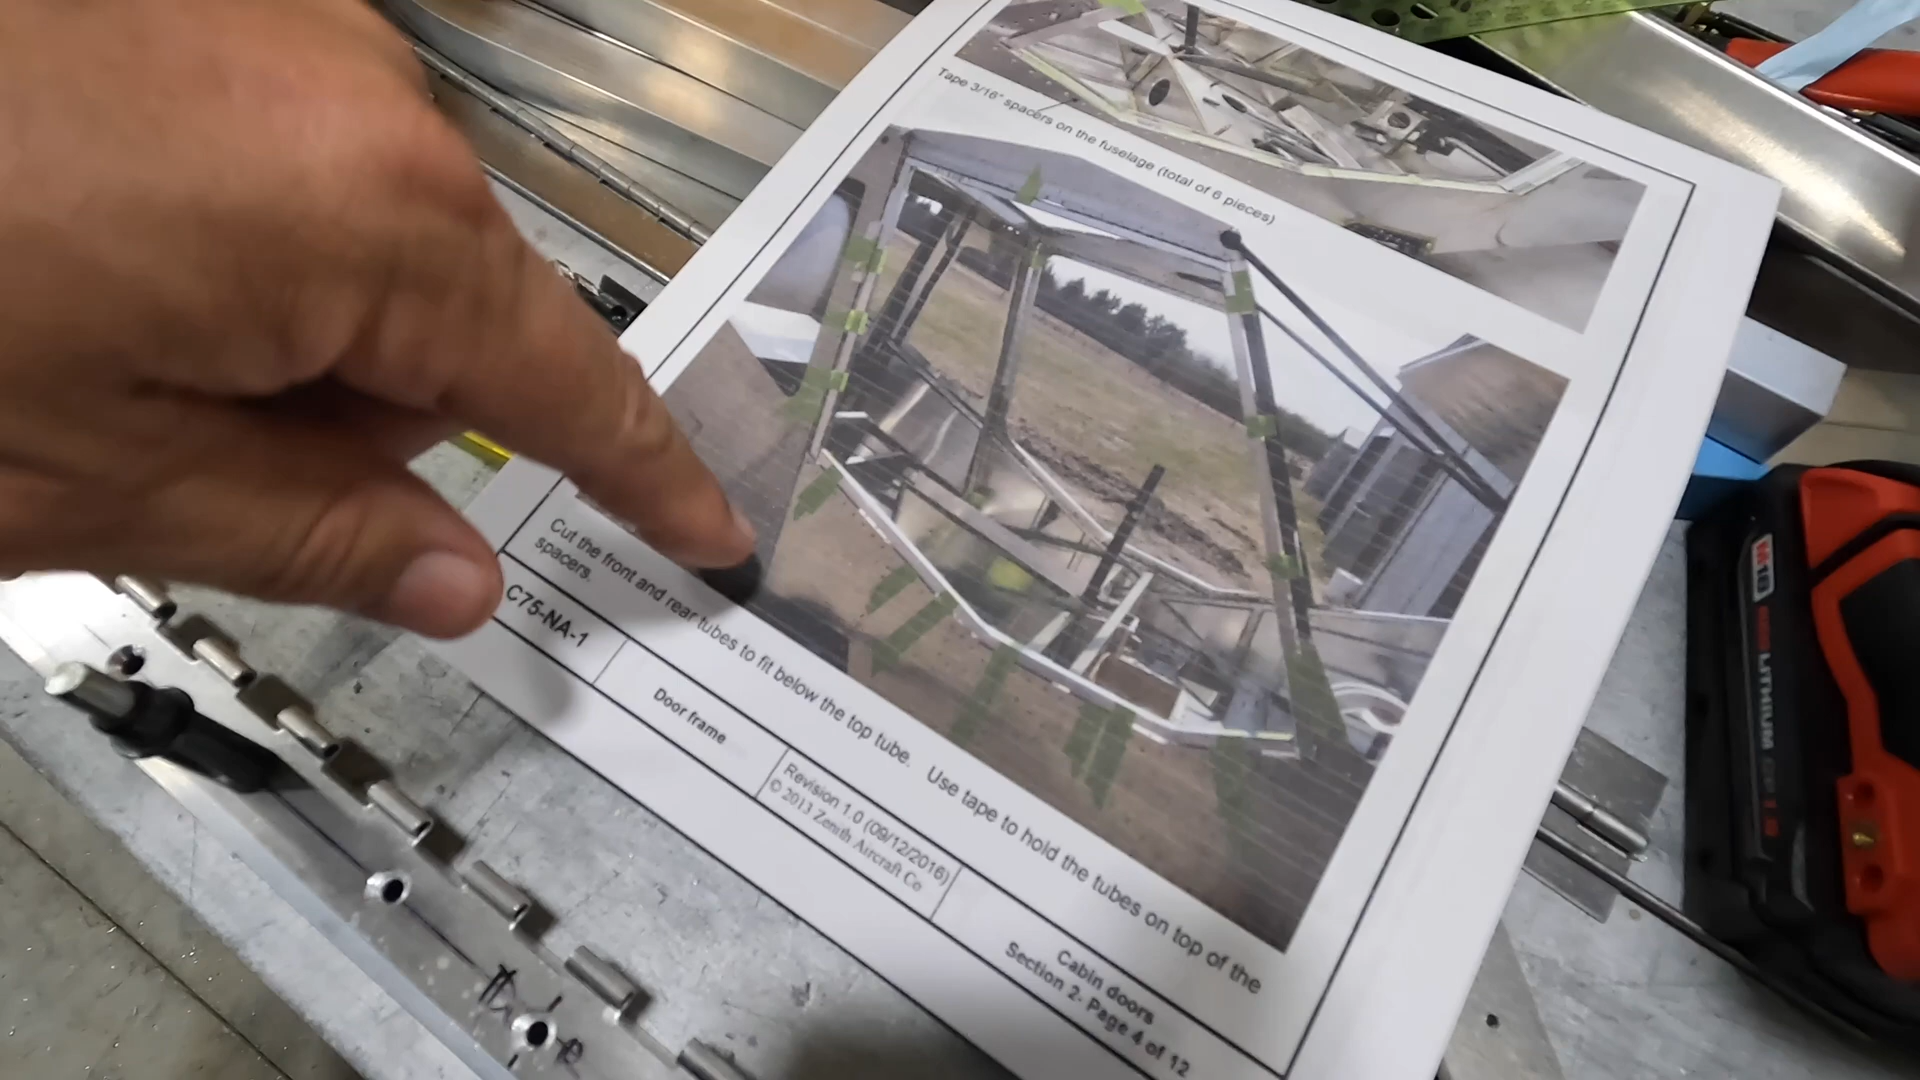 Tape 3/16" spacers on the fuselage (total of 6 pieces)
Cut the front and rear tubes to fit below the top tube. Use tape to hold the tubes on top of the
spacers.
C75-NA-1
Door frame
Revision 1.0 (09/12/2016)
© 2013 Zenith Aircraft Co
Cabin doors
Section 2- Page 4 of 12
M18
LITHIUM